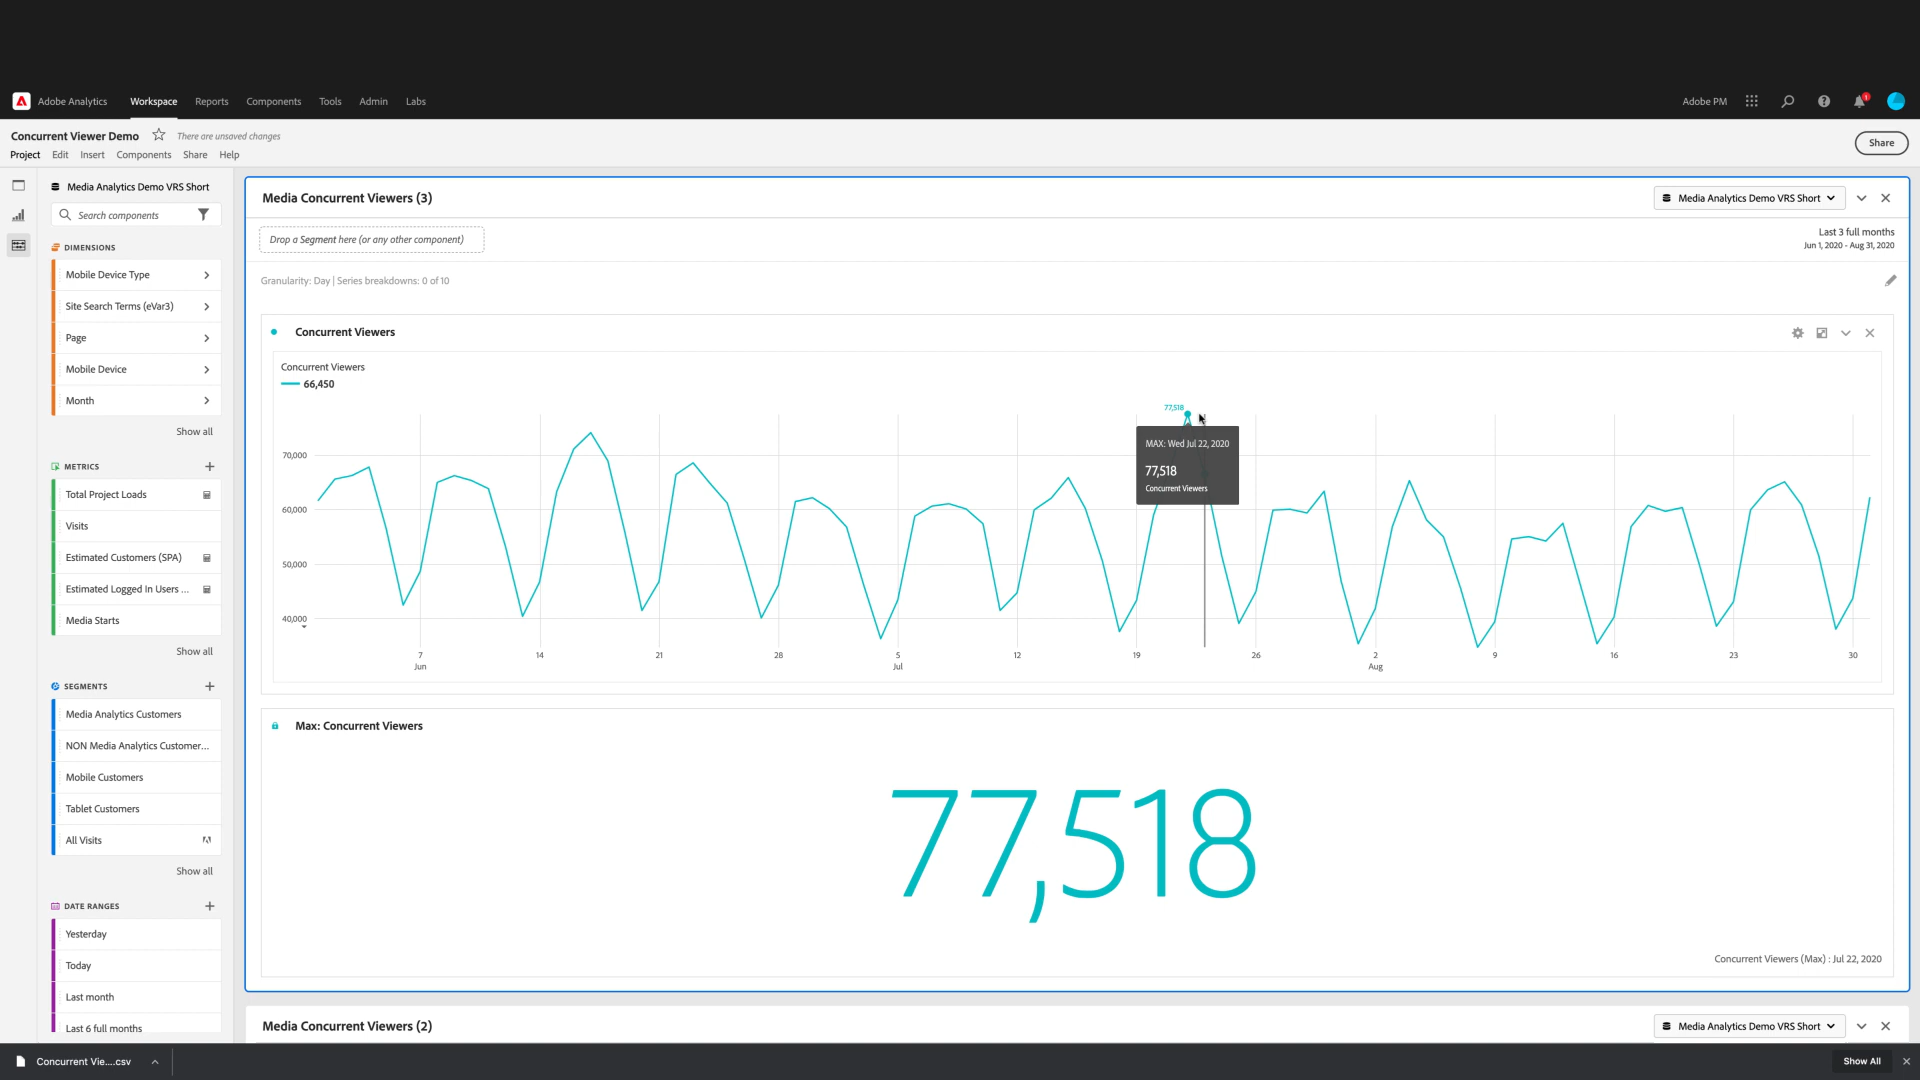 Adobe Analytics
Workspace
Reports
Components
Tools
Admin
Labs
Adobe PM
1
Concurrent Viewer Demo
There are unsaved changes
Project
Edit
Insert
Components
Share
Help
Share
Media Analytics Demo VRS Short
Search components
DIMENSIONS
Mobile Device Type
Site Search Terms (eVar3)
Page
Mobile Device
Month
Show all
METRICS
Total Project Loads
Visits
Estimated Customers (SPA)
Estimated Logged In Users ...
Media Starts
Show all
SEGMENTS
Media Analytics Customers
NON Media Analytics Customer...
Mobile Customers
Tablet Customers
All Visits
Show all
DATE RANGES
Yesterday
Today
Last month
Last 6 full months
Media Concurrent Viewers (3)
Media Analytics Demo VRS Short
Drop a Segment here (or any other component)
Last 3 full months
Jun 1, 2020 - Aug 31, 2020
Granularity: Day | Series breakdowns: 0 of 10
Concurrent Viewers
Concurrent Viewers
66,450
77,518
MAX: Wed Jul 22, 2020
77,518
Concurrent Viewers
70,000
60,000
50,000
40,000
7
14
21
28
5
12
19
26
2
9
16
23
30
Jun
Jul
Aug
Max: Concurrent Viewers
77,518
Concurrent Viewers (Max) : Jul 22, 2020
Media Concurrent Viewers (2)
Media Analytics Demo VRS Short
Concurrent Vie....csv
Show All